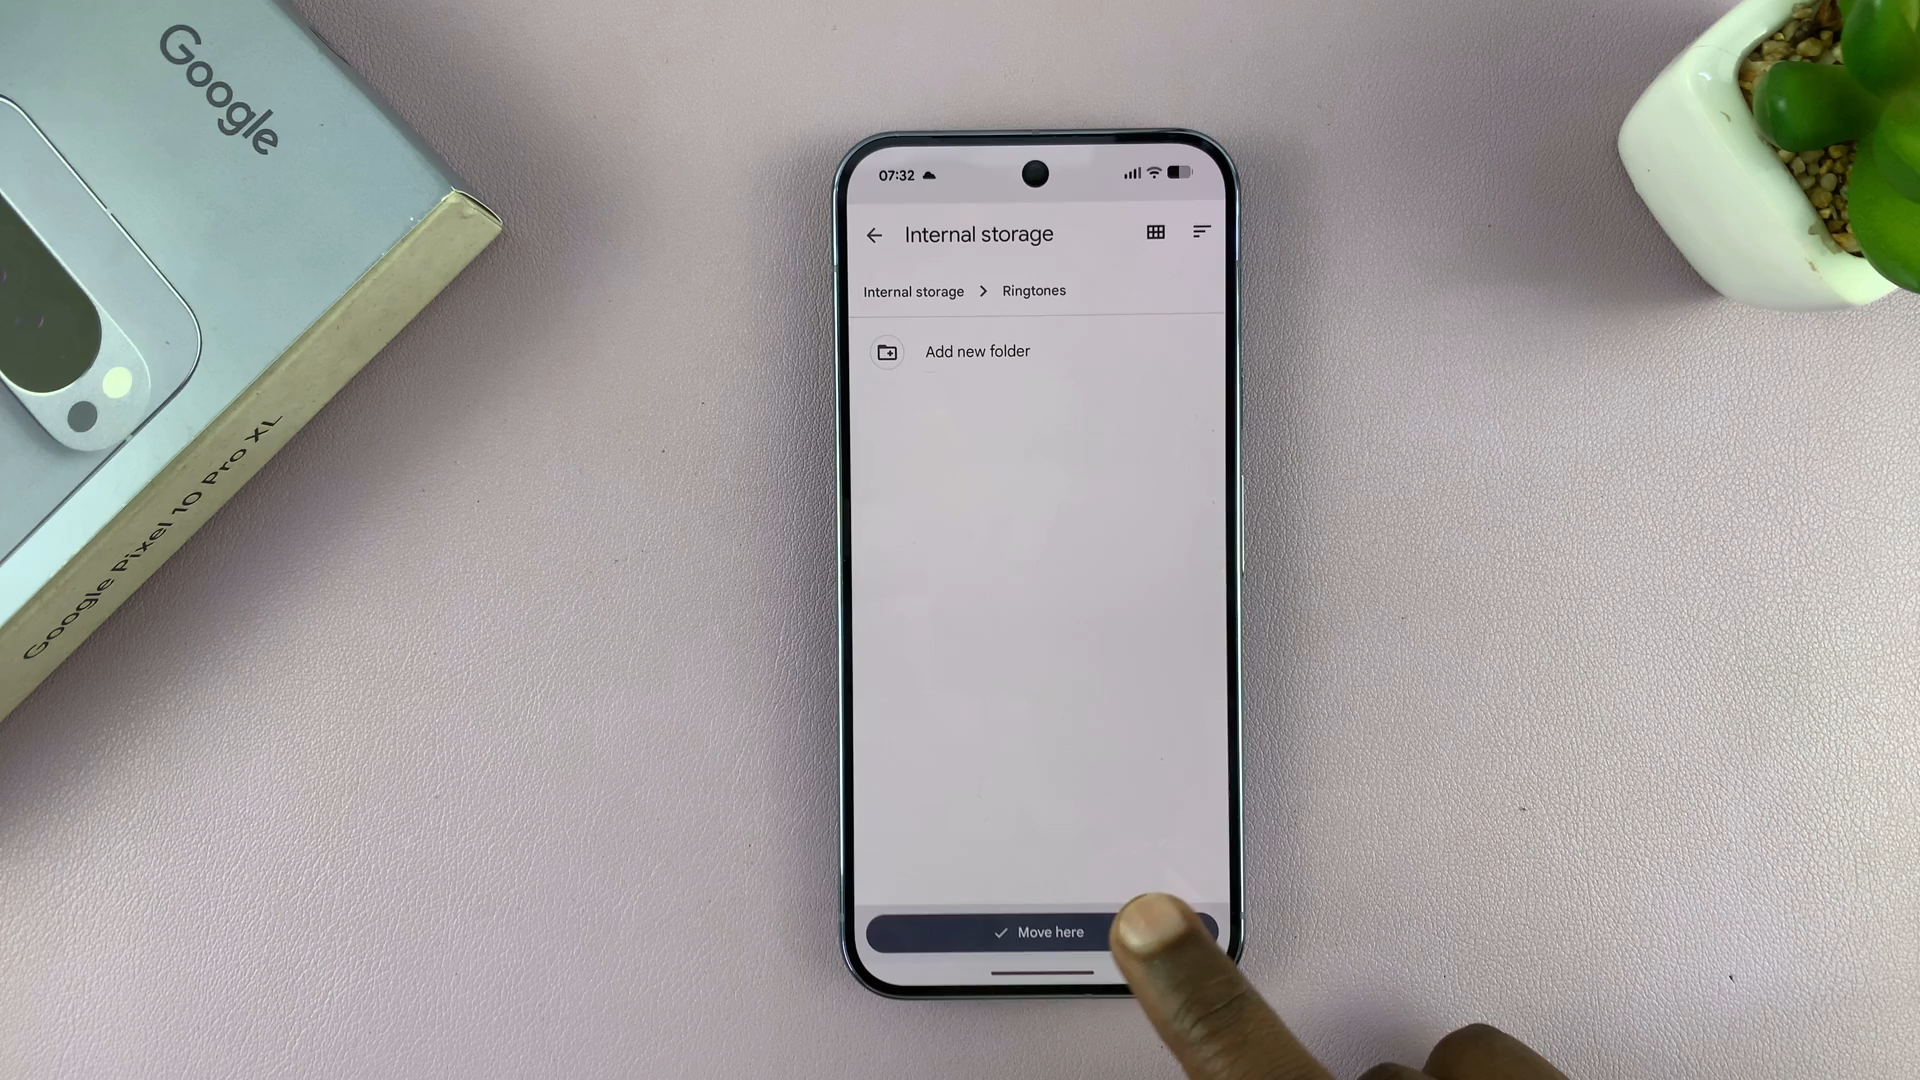 Google
Google Pixel 10 Pro XL
07:32
Internal storage
Internal storage > Ringtones
Add new folder
Move here